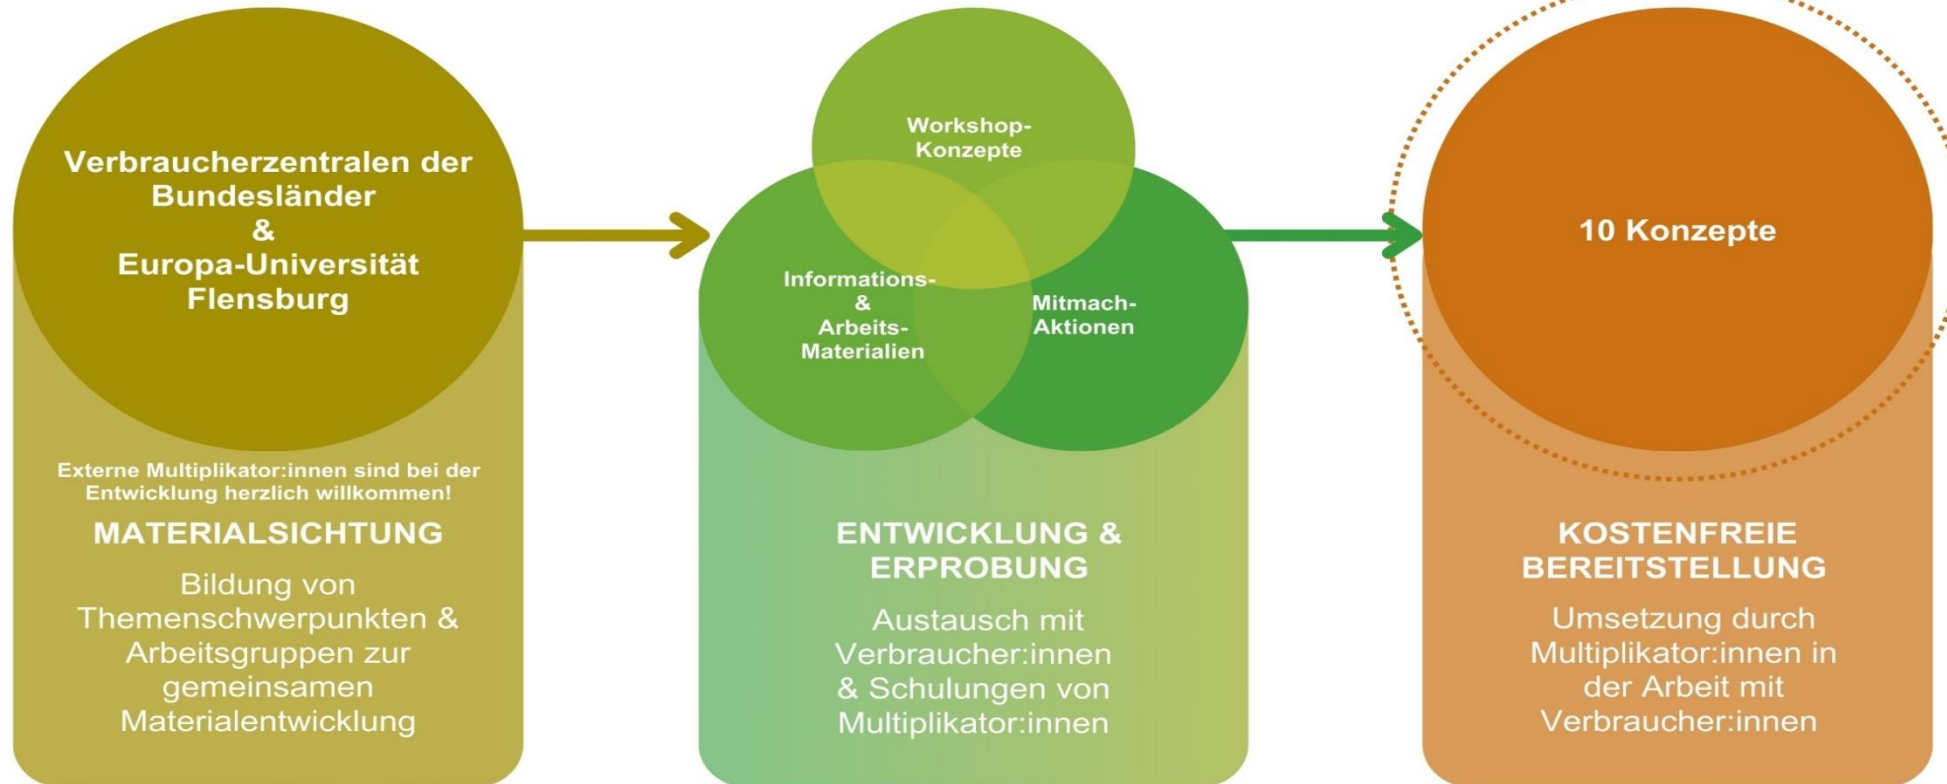 Verbraucherzentralen der
Bundesländer
&
Europa-Universität
Flensburg
Externe Multiplikator:innen sind bei der
Entwicklung herzlich willkommen!
MATERIALSICHTUNG
Bildung von
Themenschwerpunkten &
Arbeitsgruppen zur
gemeinsamen
Materialentwicklung
Workshop-
Konzepte
Informations-
&
Arbeits-
Materialien
Mitmach-
Aktionen
ENTWICKLUNG &
ERPROBUNG
Austausch mit
Verbraucher:innen
& Schulungen von
Multiplikator:innen
10 Konzepte
KOSTENFREIE
BEREITSTELLUNG
Umsetzung durch
Multiplikator:innen in
der Arbeit mit
Verbraucher:innen